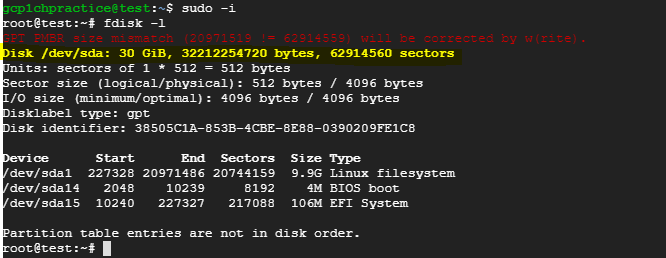 gcp1chpractice@test:~$ sudo -i
root@test:~# fdisk -l
GPT PMBR size mismatch (20971519 != 62914559) will be corrected by w(rite).
Disk /dev/sda: 30 GiB, 32212254720 bytes, 62914560 sectors
Units: sectors of 1 * 512 = 512 bytes
Sector size (logical/physical): 512 bytes / 4096 bytes
I/O size (minimum/optimal): 4096 bytes / 4096 bytes
Disklabel type: gpt
Disk identifier: 38505C1A-853B-4CBE-8E88-0390209FE1C8
Device Start End Sectors Size Type
/dev/sda1 227328 20971486 20744159 9.9G Linux filesystem
/dev/sda14 2048 10239 8192 4M BIOS boot
/dev/sda15 10240 227327 217088 106M EFI System
Partition table entries are not in disk order.
root@test:~#